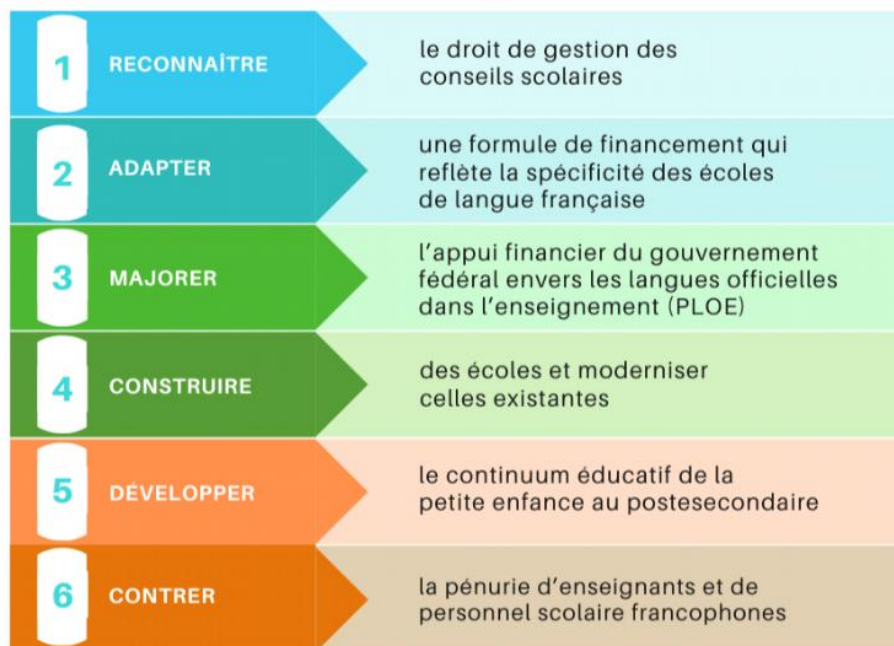 1 RECONNAÎTRE
le droit de gestion des
conseils scolaires
2 ADAPTER
une formule de financement qui
reflète la spécificité des écoles
de langue française
3 MAJORER
l'appui financier du gouvernement
fédéral envers les langues officielles
dans l'enseignement (PLOE)
4 CONSTRUIRE
des écoles et moderniser
celles existantes
5 DÉVELOPPER
le continuum éducatif de la
petite enfance au postesecondaire
6 CONTRER
la pénurie d'enseignants et de
personnel scolaire francophones